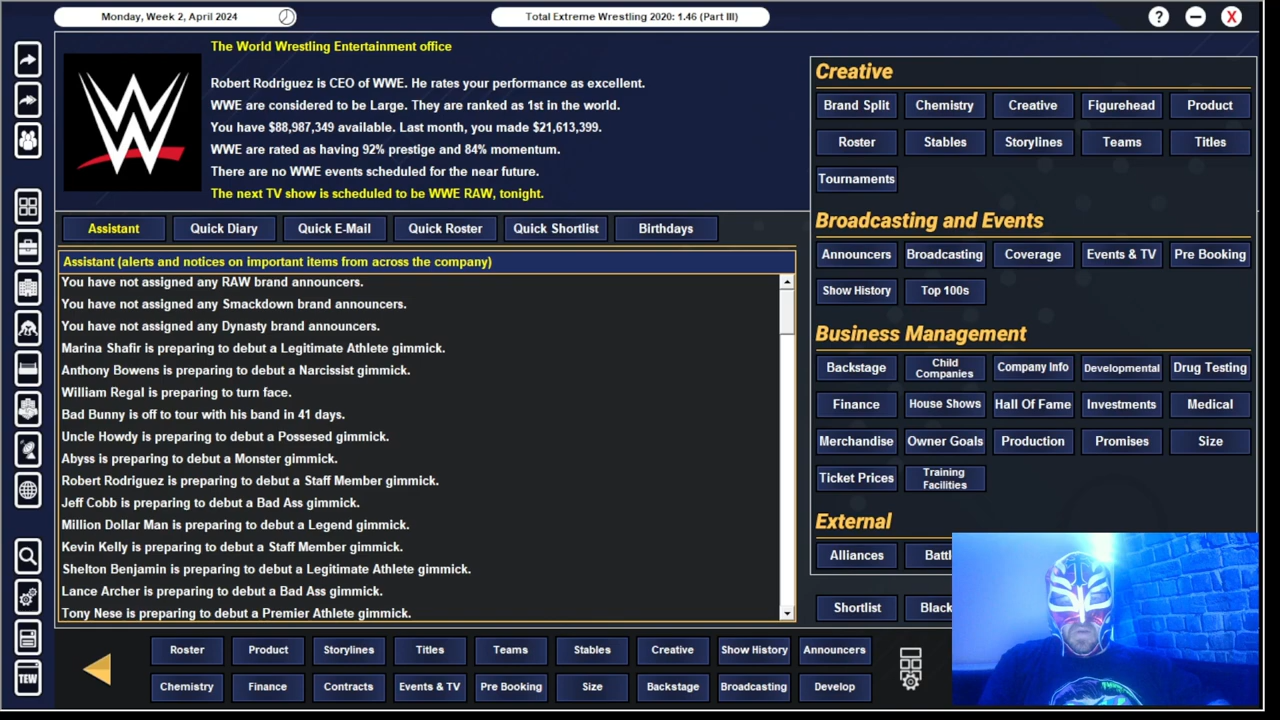 Monday, Week 2, April 2024
Total Extreme Wrestling 2020: 1.46 (Part III)
?
X
The World Wrestling Entertainment office
Robert Rodriguez is CEO of WWE. He rates your performance as excellent.
WWE are considered to be Large. They are ranked as 1st in the world.
You have $88,987,349 available. Last month, you made $21,613,399.
WWE are rated as having 92% prestige and 84% momentum.
There are no WWE events scheduled for the near future.
The next TV show is scheduled to be WWE RAW, tonight.
Assistant Quick Diary Quick E-Mail Quick Roster Quick Shortlist Birthdays
Assistant (alerts and notices on important items from across the company)
You have not assigned any RAW brand announcers.
You have not assigned any Smackdown brand announcers.
You have not assigned any Dynasty brand announcers.
Marina Shafir is preparing to debut a Legitimate Athlete gimmick.
Anthony Bowens is preparing to debut a Narcissist gimmick.
William Regal is preparing to turn face.
Bad Bunny is off to tour with his band in 41 days.
Uncle Howdy is preparing to debut a Possesed gimmick.
Abyss is preparing to debut a Monster gimmick.
Robert Rodriguez is preparing to debut a Staff Member gimmick.
Jeff Cobb is preparing to debut a Bad Ass gimmick.
Million Dollar Man is preparing to debut a Legend gimmick.
Kevin Kelly is preparing to debut a Staff Member gimmick.
Shelton Benjamin is preparing to debut a Legitimate Athlete gimmick.
Lance Archer is preparing to debut a Bad Ass gimmick.
Tony Nese is preparing to debut a Premier Athlete gimmick.
Creative
Brand Split Chemistry Creative Figurehead Product
Roster Stables Storylines Teams Titles
Tournaments
Broadcasting and Events
Announcers Broadcasting Coverage Events & TV Pre Booking
Show History Top 100s
Business Management
Backstage Child Companies Company Info Developmental Drug Testing
Finance House Shows Hall Of Fame Investments Medical
Merchandise Owner Goals Production Promises Size
Ticket Prices Training Facilities
External
Alliances Battl
Shortlist Black
Roster Product Storylines Titles Teams Stables Creative Show History Announcers
Chemistry Finance Contracts Events & TV Pre Booking Size Backstage Broadcasting Develop
TEW